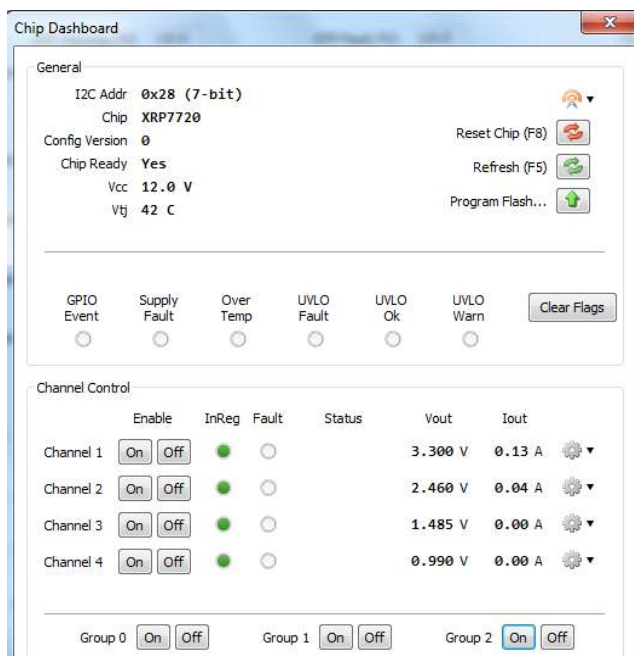 Chip Dashboard
General
I2C Addr 0x28 (7-bit)
Chip XRP7720
Config Version 0
Chip Ready Yes
Vcc 12.0 V
Vtj 42 C
Reset Chip (F8)
Refresh (F5)
Program Flash...
GPIO Event
Supply Fault
Over Temp
UVLO Fault
UVLO Ok
UVLO Warn
Clear Flags
Channel Control
Enable InReg Fault Status Vout Iout
Channel 1 On Off 3.300 V 0.13 A
Channel 2 On Off 2.460 V 0.04 A
Channel 3 On Off 1.485 V 0.00 A
Channel 4 On Off 0.990 V 0.00 A
Group 0 On Off Group 1 On Off Group 2 On Off